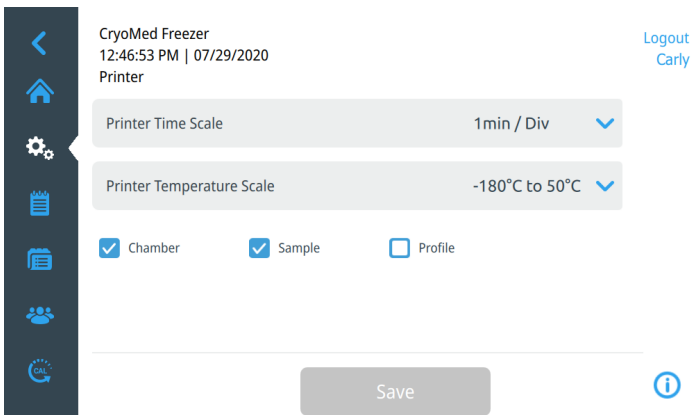 CryoMed Freezer
12:46:53 PM | 07/29/2020
Printer
Logout
Carly
Printer Time Scale 1min / Div
Printer Temperature Scale -180°C to 50°C
Chamber Sample Profile
CAL
Save